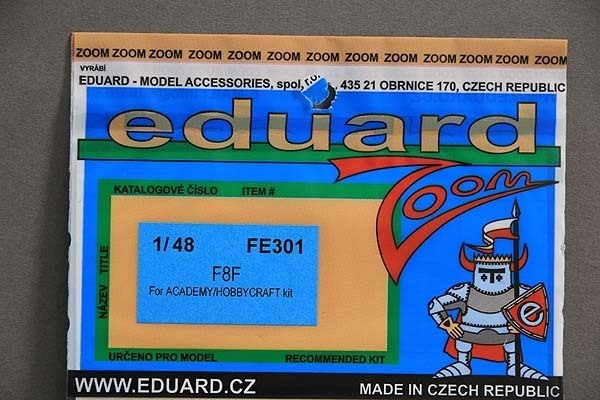 ZOOM ZOOM ZOOM ZOOM ZOOM ZOOM ZOOM ZOOM ZOOM ZOOM ZOOM ZOOM ZOOM
VYRÁBÍ
EDUARD - MODEL ACCESSORIES, spol. r.o., 435 21 OBRNICE 170, CZECH REPUBLIC
eduard
Zoom
KATALOGOVÉ ČÍSLO ITEM #
NÁZEV TITLE
1/48 FE301
F8F
For ACADEMY/HOBBYCRAFT kit
e
URČENO PRO MODEL RECOMMENDED KIT
WWW.EDUARD.CZ MADE IN CZECH REPUBLIC